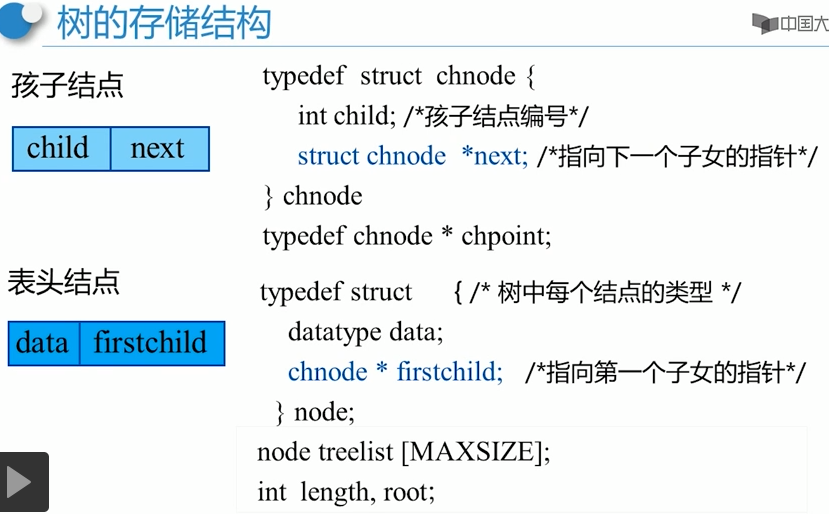 树的存储结构
中国大
孩子结点
child next
typedef struct chnode {
int child; /*孩子结点编号*/
struct chnode *next; /*指向下一个子女的指针*/
} chnode
typedef chnode * chpoint;
表头结点
data firstchild
typedef struct { /* 树中每个结点的类型 */
datatype data;
chnode * firstchild; /*指向第一个子女的指针*/
} node;
node treelist [MAXSIZE];
int length, root;